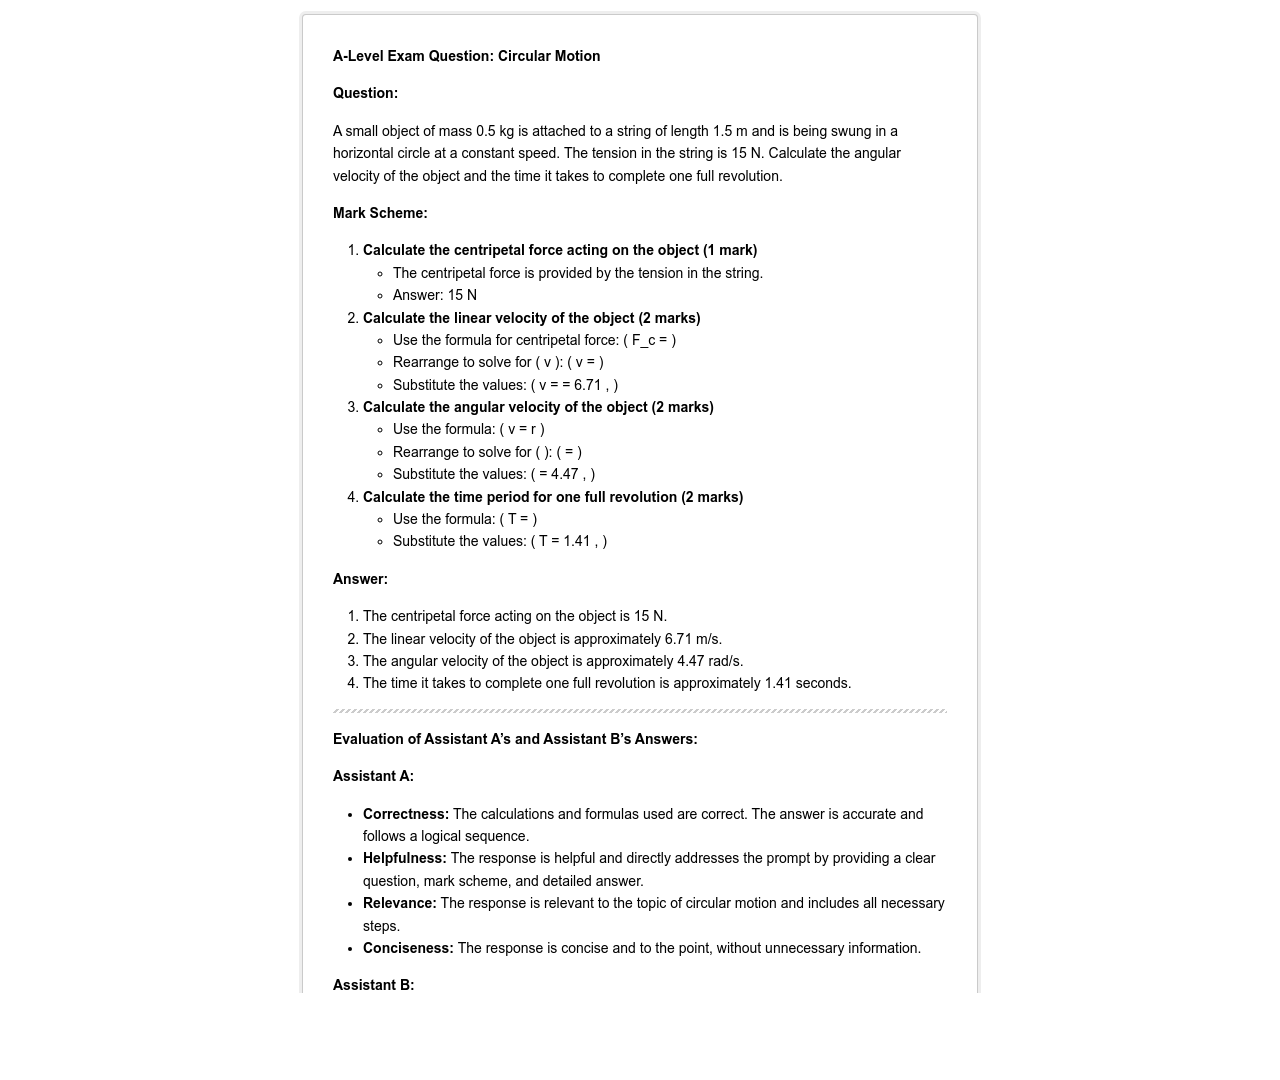 A-Level Exam Question: Circular Motion
Question:
A small object of mass 0.5 kg is attached to a string of length 1.5 m and is being swung in a
horizontal circle at a constant speed. The tension in the string is 15 N. Calculate the angular
velocity of the object and the time it takes to complete one full revolution.
Mark Scheme:
1. Calculate the centripetal force acting on the object (1 mark)
◦ The centripetal force is provided by the tension in the string.
◦ Answer: 15 N
2. Calculate the linear velocity of the object (2 marks)
◦ Use the formula for centripetal force: ( F_c = )
◦ Rearrange to solve for ( v ): ( v = )
◦ Substitute the values: ( v = = 6.71 , )
3. Calculate the angular velocity of the object (2 marks)
◦ Use the formula: ( v = r )
◦ Rearrange to solve for ( ): ( = )
◦ Substitute the values: ( = 4.47 , )
4. Calculate the time period for one full revolution (2 marks)
◦ Use the formula: ( T = )
◦ Substitute the values: ( T = 1.41 , )
Answer:
1. The centripetal force acting on the object is 15 N.
2. The linear velocity of the object is approximately 6.71 m/s.
3. The angular velocity of the object is approximately 4.47 rad/s.
4. The time it takes to complete one full revolution is approximately 1.41 seconds.
Evaluation of Assistant A’s and Assistant B’s Answers:
Assistant A:
• Correctness: The calculations and formulas used are correct. The answer is accurate and
follows a logical sequence.
• Helpfulness: The response is helpful and directly addresses the prompt by providing a clear
question, mark scheme, and detailed answer.
• Relevance: The response is relevant to the topic of circular motion and includes all necessary
steps.
• Conciseness: The response is concise and to the point, without unnecessary information.
Assistant B: